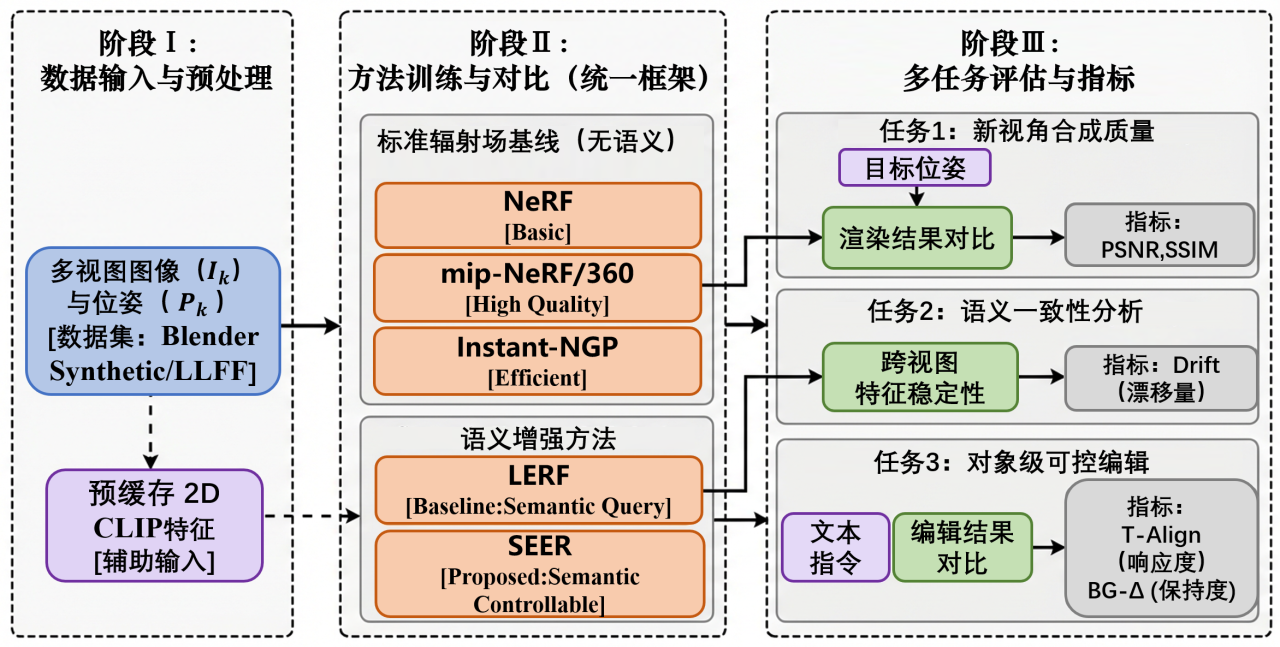 阶段Ⅰ:
数据输入与预处理
多视图图像（I_k）
与位姿（P_k）
[数据集：Blender
Synthetic/LLFF]
预缓存 2D
CLIP特征
[辅助输入]
阶段Ⅱ:
方法训练与对比（统一框架）
标准辐射场基线（无语义）
NeRF
[Basic]
mip-NeRF/360
[High Quality]
Instant-NGP
[Efficient]
语义增强方法
LERF
[Baseline:Semantic Query]
SEER
[Proposed:Semantic
Controllable]
阶段Ⅲ:
多任务评估与指标
任务1：新视角合成质量
目标位姿
渲染结果对比
指标：
PSNR,SSIM
任务2：语义一致性分析
跨视图
特征稳定性
指标：Drift
（漂移量）
任务3：对象级可控编辑
文本
指令
编辑结果
对比
指标：
T-Align
（响应度）
BG-Δ (保持度)